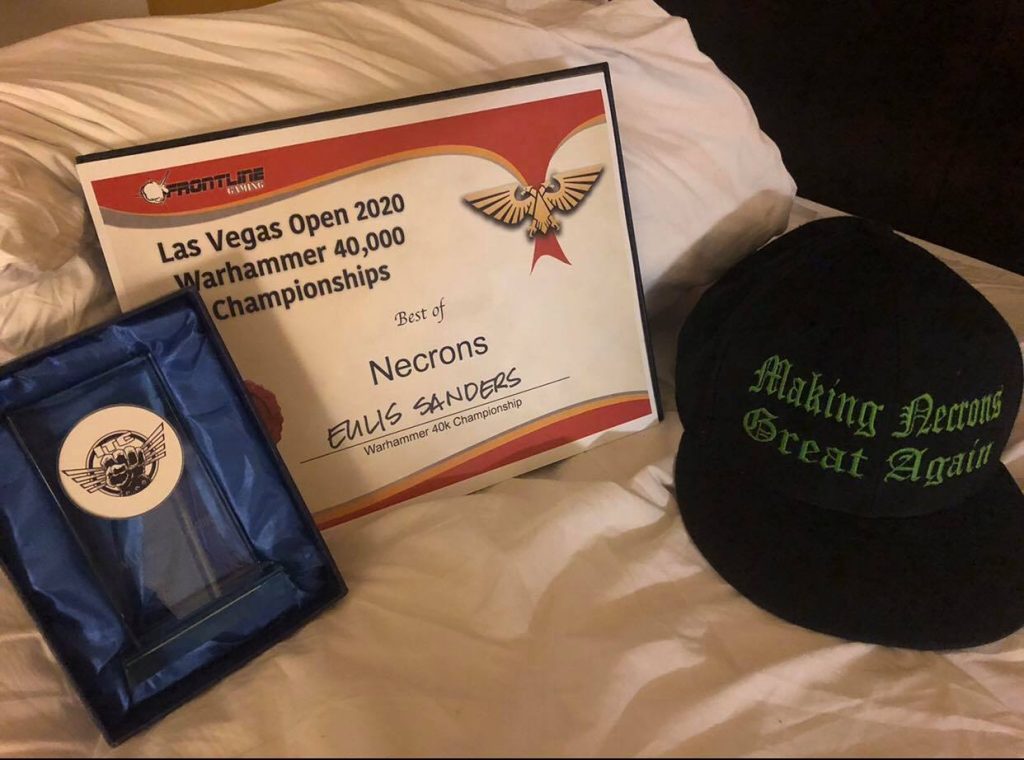 FRONTLINE
GAMING
Las Vegas Open 2020
Warhammer 40,000
Championships
Best of
Necrons
EULIS SANDERS
Warhammer 40k Championship
Making Necrons
Great Again